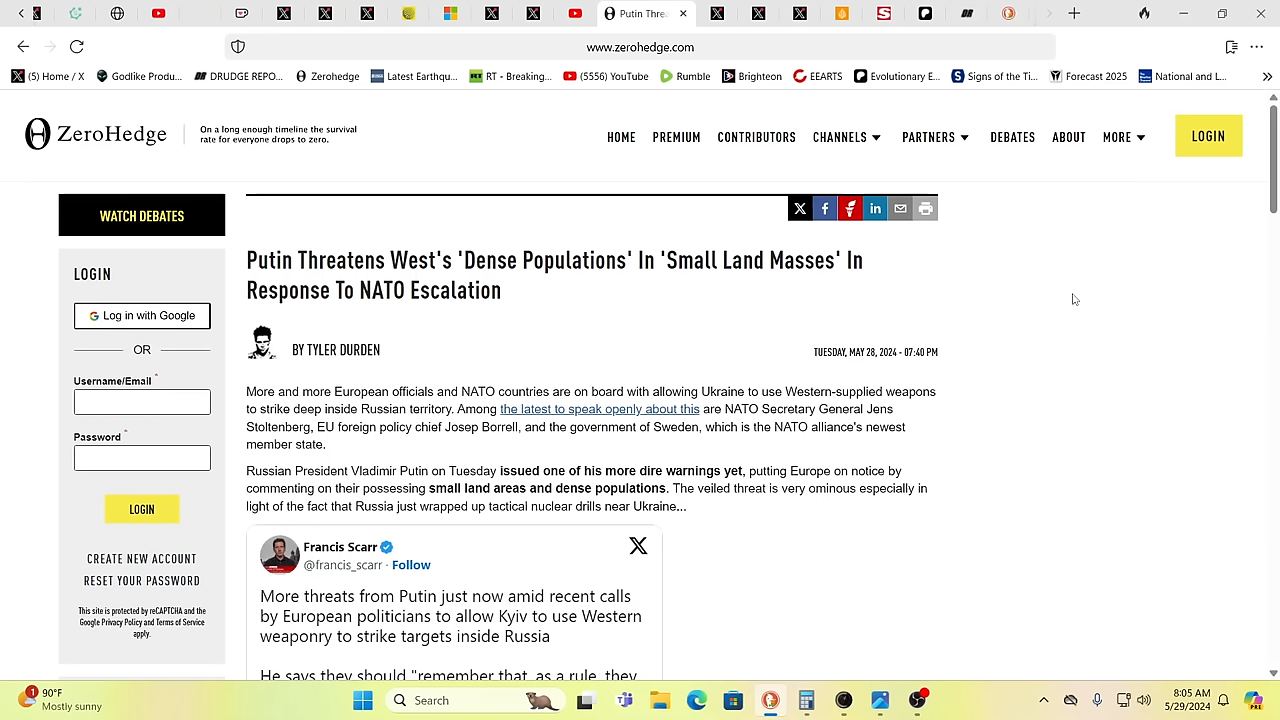 Putin Threa
www.zerohedge.com
(5) Home / X
Godlike Produ...
DRUDGE REPO...
Zerohedge
Latest Earthqu...
RT - Breaking...
(5556) YouTube
Rumble
Brighteon
EEARTS
Evolutionary E...
Signs of the Ti...
Forecast 2025
National and L...
ZeroHedge
On a long enough timeline the survival
rate for everyone drops to zero.
HOME
PREMIUM
CONTRIBUTORS
CHANNELS
PARTNERS
DEBATES
ABOUT
MORE
LOGIN
WATCH DEBATES
LOGIN
Log in with Google
OR
Username/Email *
Password *
LOGIN
CREATE NEW ACCOUNT
RESET YOUR PASSWORD
This site is protected by reCAPTCHA and the
Google Privacy Policy and Terms of Service
apply.
Putin Threatens West's 'Dense Populations' In 'Small Land Masses' In
Response To NATO Escalation
BY TYLER DURDEN
TUESDAY, MAY 28, 2024 - 07:40 PM
More and more European officials and NATO countries are on board with allowing Ukraine to use Western-supplied weapons
to strike deep inside Russian territory. Among the latest to speak openly about this are NATO Secretary General Jens
Stoltenberg, EU foreign policy chief Josep Borrell, and the government of Sweden, which is the NATO alliance's newest
member state.
Russian President Vladimir Putin on Tuesday issued one of his more dire warnings yet, putting Europe on notice by
commenting on their possessing small land areas and dense populations. The veiled threat is very ominous especially in
light of the fact that Russia just wrapped up tactical nuclear drills near Ukraine...
Francis Scarr
@francis_scarr · Follow
More threats from Putin just now amid recent calls
by European politicians to allow Kyiv to use Western
weaponry to strike targets inside Russia
He says they should "remember that, as a rule, they
1
90°F
Mostly sunny
Search
8:05 AM
5/29/2024